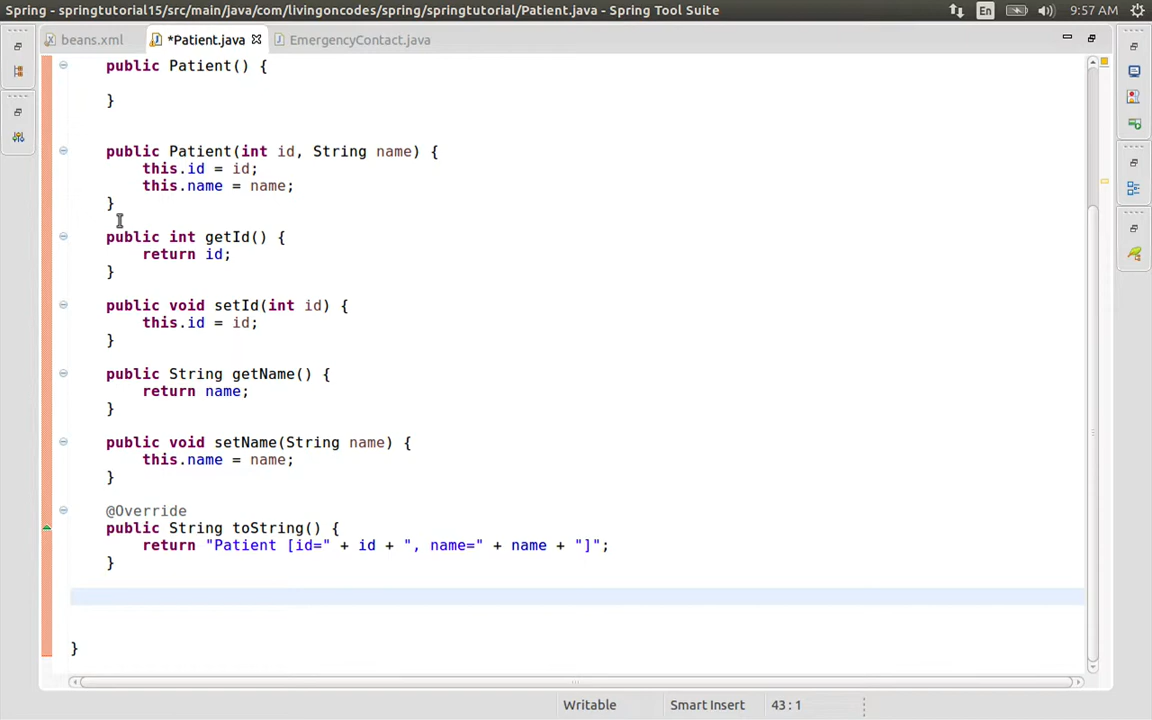 Spring - springtutorial15/src/main/java/com/livingoncodes/spring/springtutorial/Patient.java - Spring Tool Suite En 9:57 AM
beans.xml *Patient.java EmergencyContact.java
public Patient() {
}
public Patient(int id, String name) {
this.id = id;
this.name = name;
}
public int getId() {
return id;
}
public void setId(int id) {
this.id = id;
}
public String getName() {
return name;
}
public void setName(String name) {
this.name = name;
}
@Override
public String toString() {
return "Patient [id=" + id + ", name=" + name + "]";
}
}
Writable Smart Insert 43 : 1